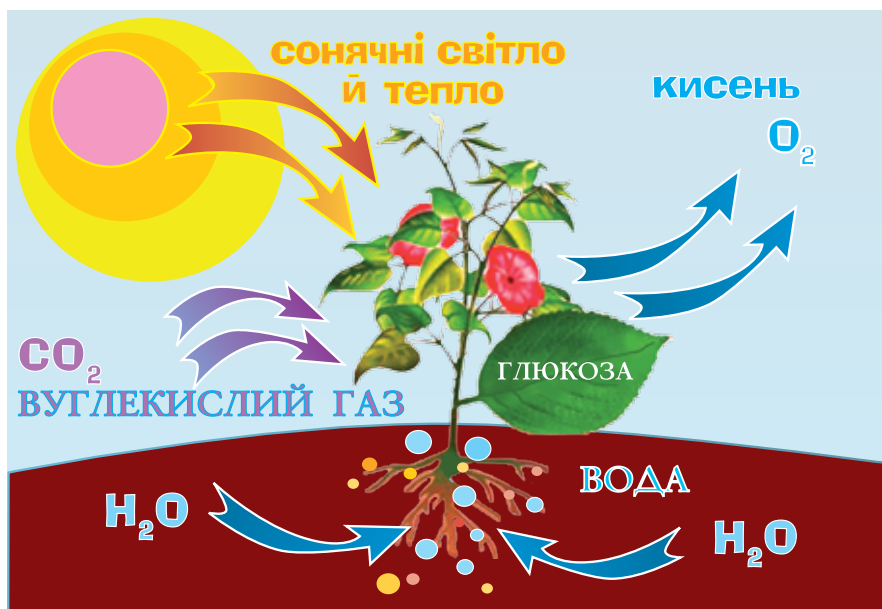 сонячні світло
й тепло
кисень
O₂
CO₂
ВУГЛЕКИСЛИЙ ГАЗ
ГЛЮКОЗА
ВОДА
H₂O
H₂O